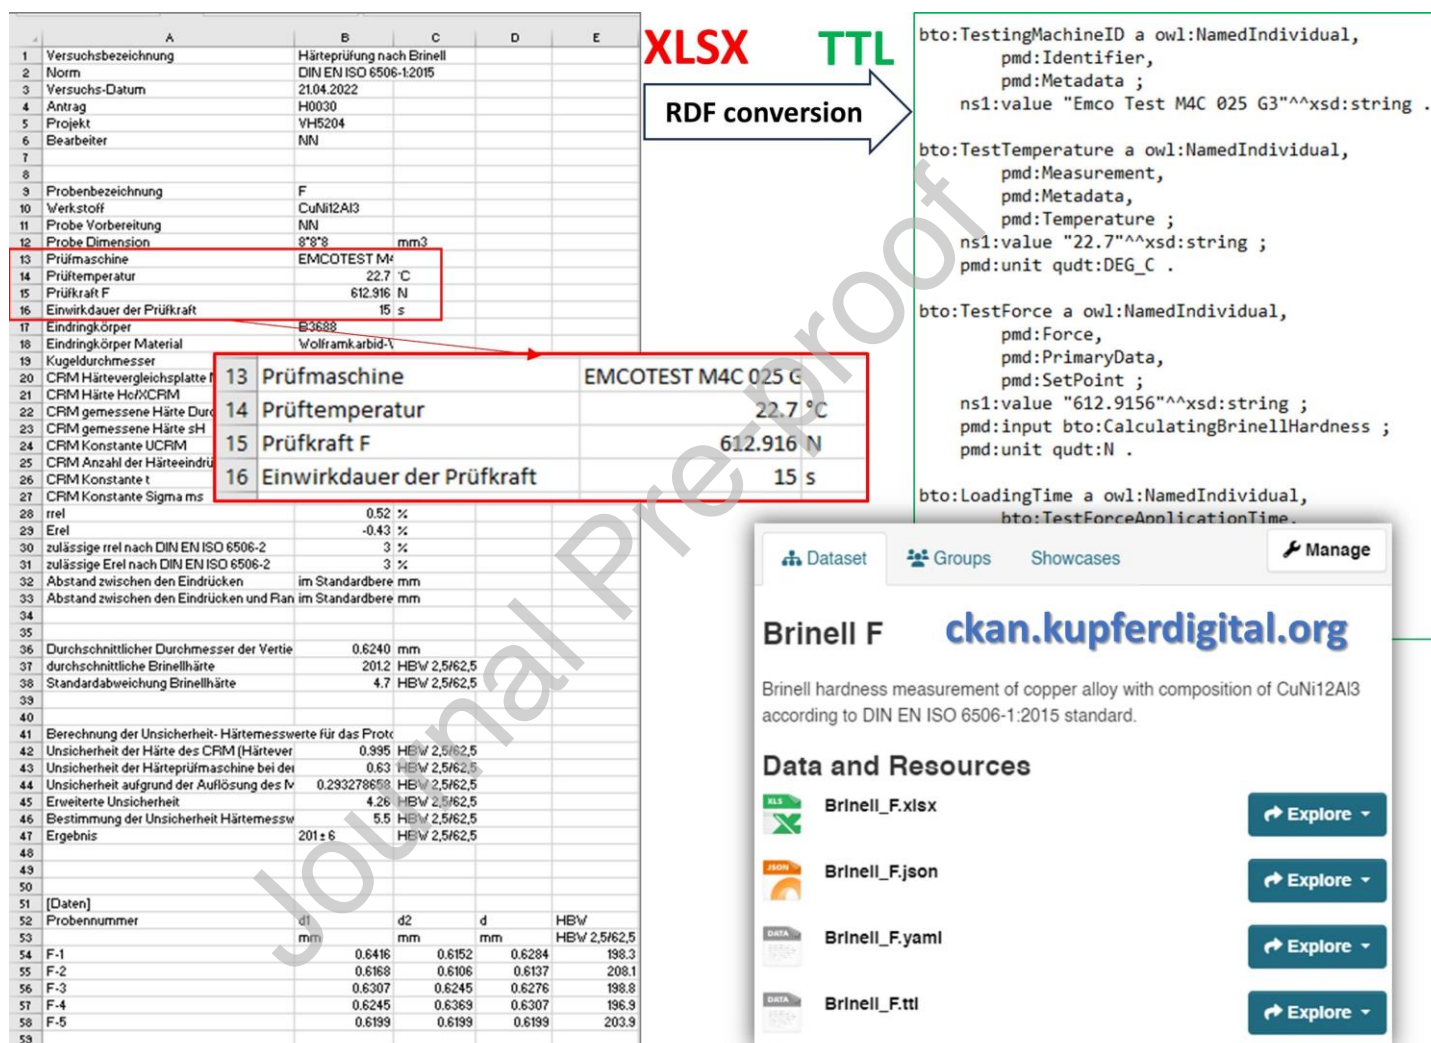 A B C D E
1 Versuchsbezeichnung Härteprüfung nach Brinell
2 Norm DIN EN ISO 6506-1:2015
3 Versuchs-Datum 21.04.2022
4 Antrag H0030
5 Projekt VH5204
6 Bearbeiter NN
7
8
9 Probenbezeichnung F
10 Werkstoff CuNi12Al3
11 Probe Vorbereitung NN
12 Probe Dimension 8*8*8 mm3
13 Prüfmaschine EMCOTEST M4
14 Prüftemperatur 22.7 °C
15 Prüfkraft F 612.916 N
16 Einwirkdauer der Prüfkraft 15 s
17 Eindringkörper B3688
18 Eindringkörper Material Wolframkarbid-V
19 Kugeldurchmesser
20 CRM Härtevergleichsplatte
21 CRM Härte Hc/XCRM
22 CRM gemessene Härte Durc
23 CRM gemessene Härte sH
24 CRM Konstante UCRM
25 CRM Anzahl der Härteeindrü
26 CRM Konstante t
27 CRM Konstante Sigma ms
28 rrel 0.52 %
29 Erel -0.43 %
30 zulässige rrel nach DIN EN ISO 6506-2 3 %
31 zulässige Erel nach DIN EN ISO 6506-2 3 %
32 Abstand zwischen den Eindrücken im Standardbere mm
33 Abstand zwischen den Eindrücken und Ran im Standardbere mm
34
35
36 Durchschnittlicher Durchmesser der Vertie 0.6240 mm
37 durchschnittliche Brinellhärte 201.2 HBW 2,5/62,5
38 Standardabweichung Brinellhärte 4.7 HBW 2,5/62,5
39
40
41 Berechnung der Unsicherheit- Härtemesswerte für das Proto
42 Unsicherheit der Härte des CRM (Härtever 0.995 HBW 2,5/62,5
43 Unsicherheit der Härteprüfmaschine bei der 0.63 HBW 2,5/62,5
44 Unsicherheit aufgrund der Auflösung des M 0.293278658 HBW 2,5/62,5
45 Erweiterte Unsicherheit 4.26 HBW 2,5/62,5
46 Bestimmung der Unsicherheit Härtemessw 5.5 HBW 2,5/62,5
47 Ergebnis 201 ± 6 HBW 2,5/62,5
48
49
50
51 [Daten]
52 Probennummer d1 d2 d HBW
53 mm mm mm HBW 2,5/62,5
54 F-1 0.6416 0.6152 0.6284 198.3
55 F-2 0.6168 0.6106 0.6137 208.1
56 F-3 0.6307 0.6245 0.6276 198.8
57 F-4 0.6245 0.6369 0.6307 196.9
58 F-5 0.6199 0.6199 0.6199 203.9
59
13 Prüfmaschine EMCOTEST M4C 025 G
14 Prüftemperatur 22.7 °C
15 Prüfkraft F 612.916 N
16 Einwirkdauer der Prüfkraft 15 s
XLSX TTL
RDF conversion
bto:TestingMachineID a owl:NamedIndividual,
pmd:Identifier,
pmd:Metadata ;
ns1:value "Emco Test M4C 025 G3"^^xsd:string .
bto:TestTemperature a owl:NamedIndividual,
pmd:Measurement,
pmd:Metadata,
pmd:Temperature ;
ns1:value "22.7"^^xsd:string ;
pmd:unit qudt:DEG_C .
bto:TestForce a owl:NamedIndividual,
pmd:Force,
pmd:PrimaryData,
pmd:SetPoint ;
ns1:value "612.9156"^^xsd:string ;
pmd:input bto:CalculatingBrinellHardness ;
pmd:unit qudt:N .
bto:LoadingTime a owl:NamedIndividual,
bto:TestForceApplicationTime,
Dataset Groups Showcases Manage
Brinell F ckan.kupferdigital.org
Brinell hardness measurement of copper alloy with composition of CuNi12Al3
according to DIN EN ISO 6506-1:2015 standard.
Data and Resources
XLS Brinell_F.xlsx Explore
JSON Brinell_F.json Explore
DATA Brinell_F.yaml Explore
DATA Brinell_F.ttl Explore
Journal Pre-proof